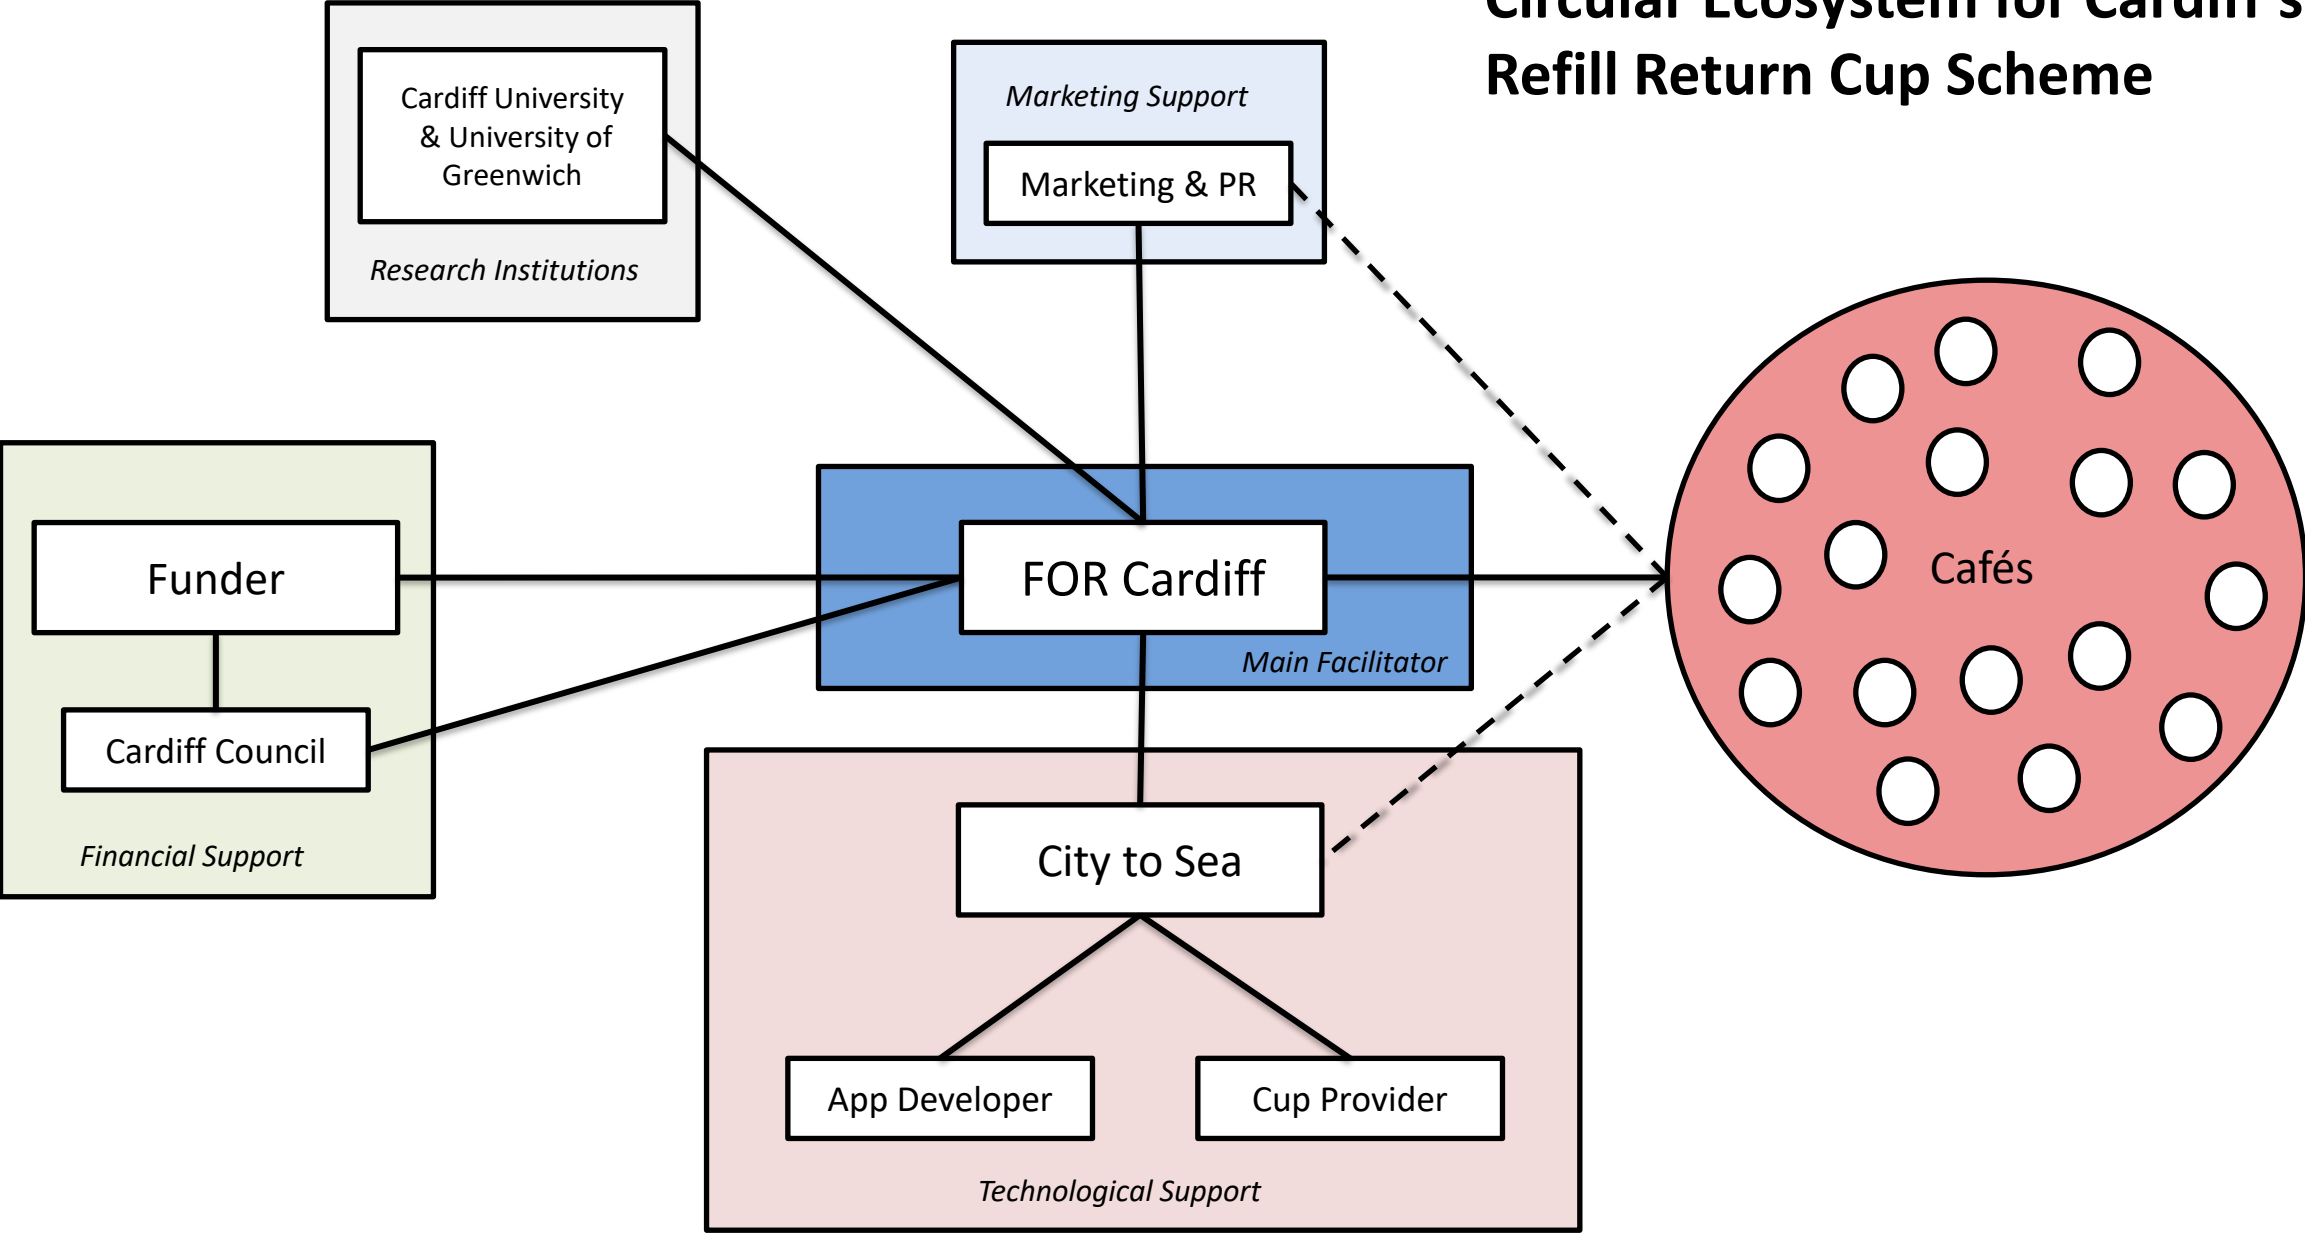 Circular Ecosystem for Cardiff's
Refill Return Cup Scheme
Cardiff University
& University of
Greenwich
Research Institutions
Marketing Support
Marketing & PR
Funder
Cardiff Council
Financial Support
FOR Cardiff
Main Facilitator
Cafés
City to Sea
App Developer
Cup Provider
Technological Support